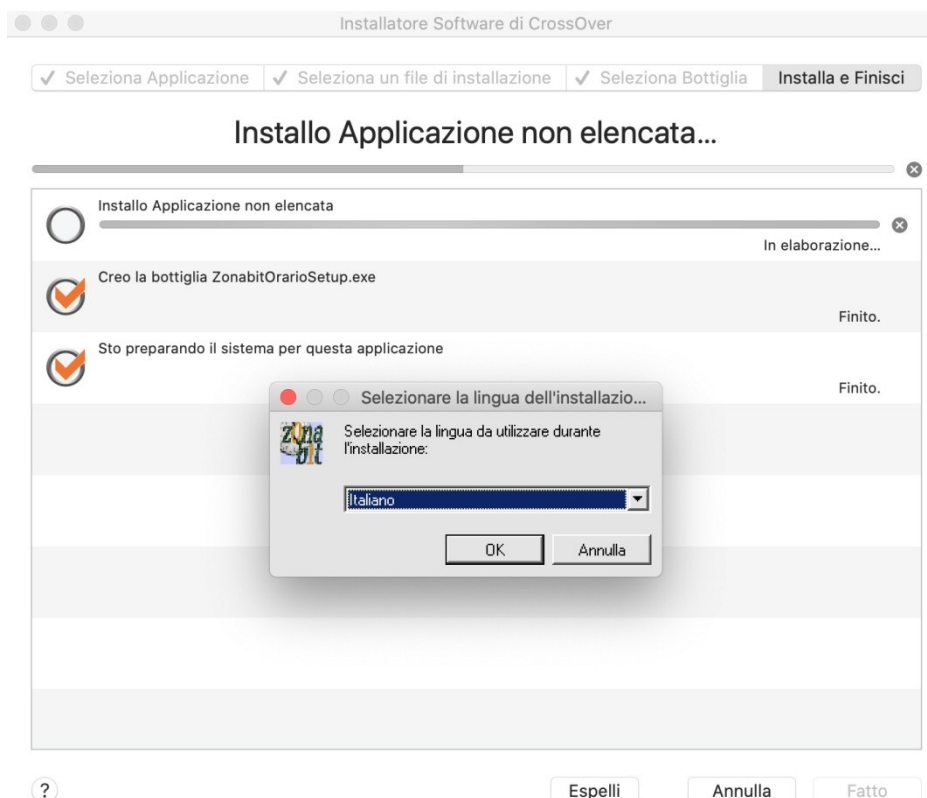 Installatore Software di CrossOver
✓ Seleziona Applicazione ✓ Seleziona un file di installazione ✓ Seleziona Bottiglia Installa e Finisci
Installo Applicazione non elencata...
Installo Applicazione non elencata
In elaborazione...
Creo la bottiglia ZonabitOrarioSetup.exe
Finito.
Sto preparando il sistema per questa applicazione
Finito.
Selezionare la lingua dell'installazio...
zona
bit
Selezionare la lingua da utilizzare durante
l'installazione:
Italiano
OK Annulla
? Espelli Annulla Fatto